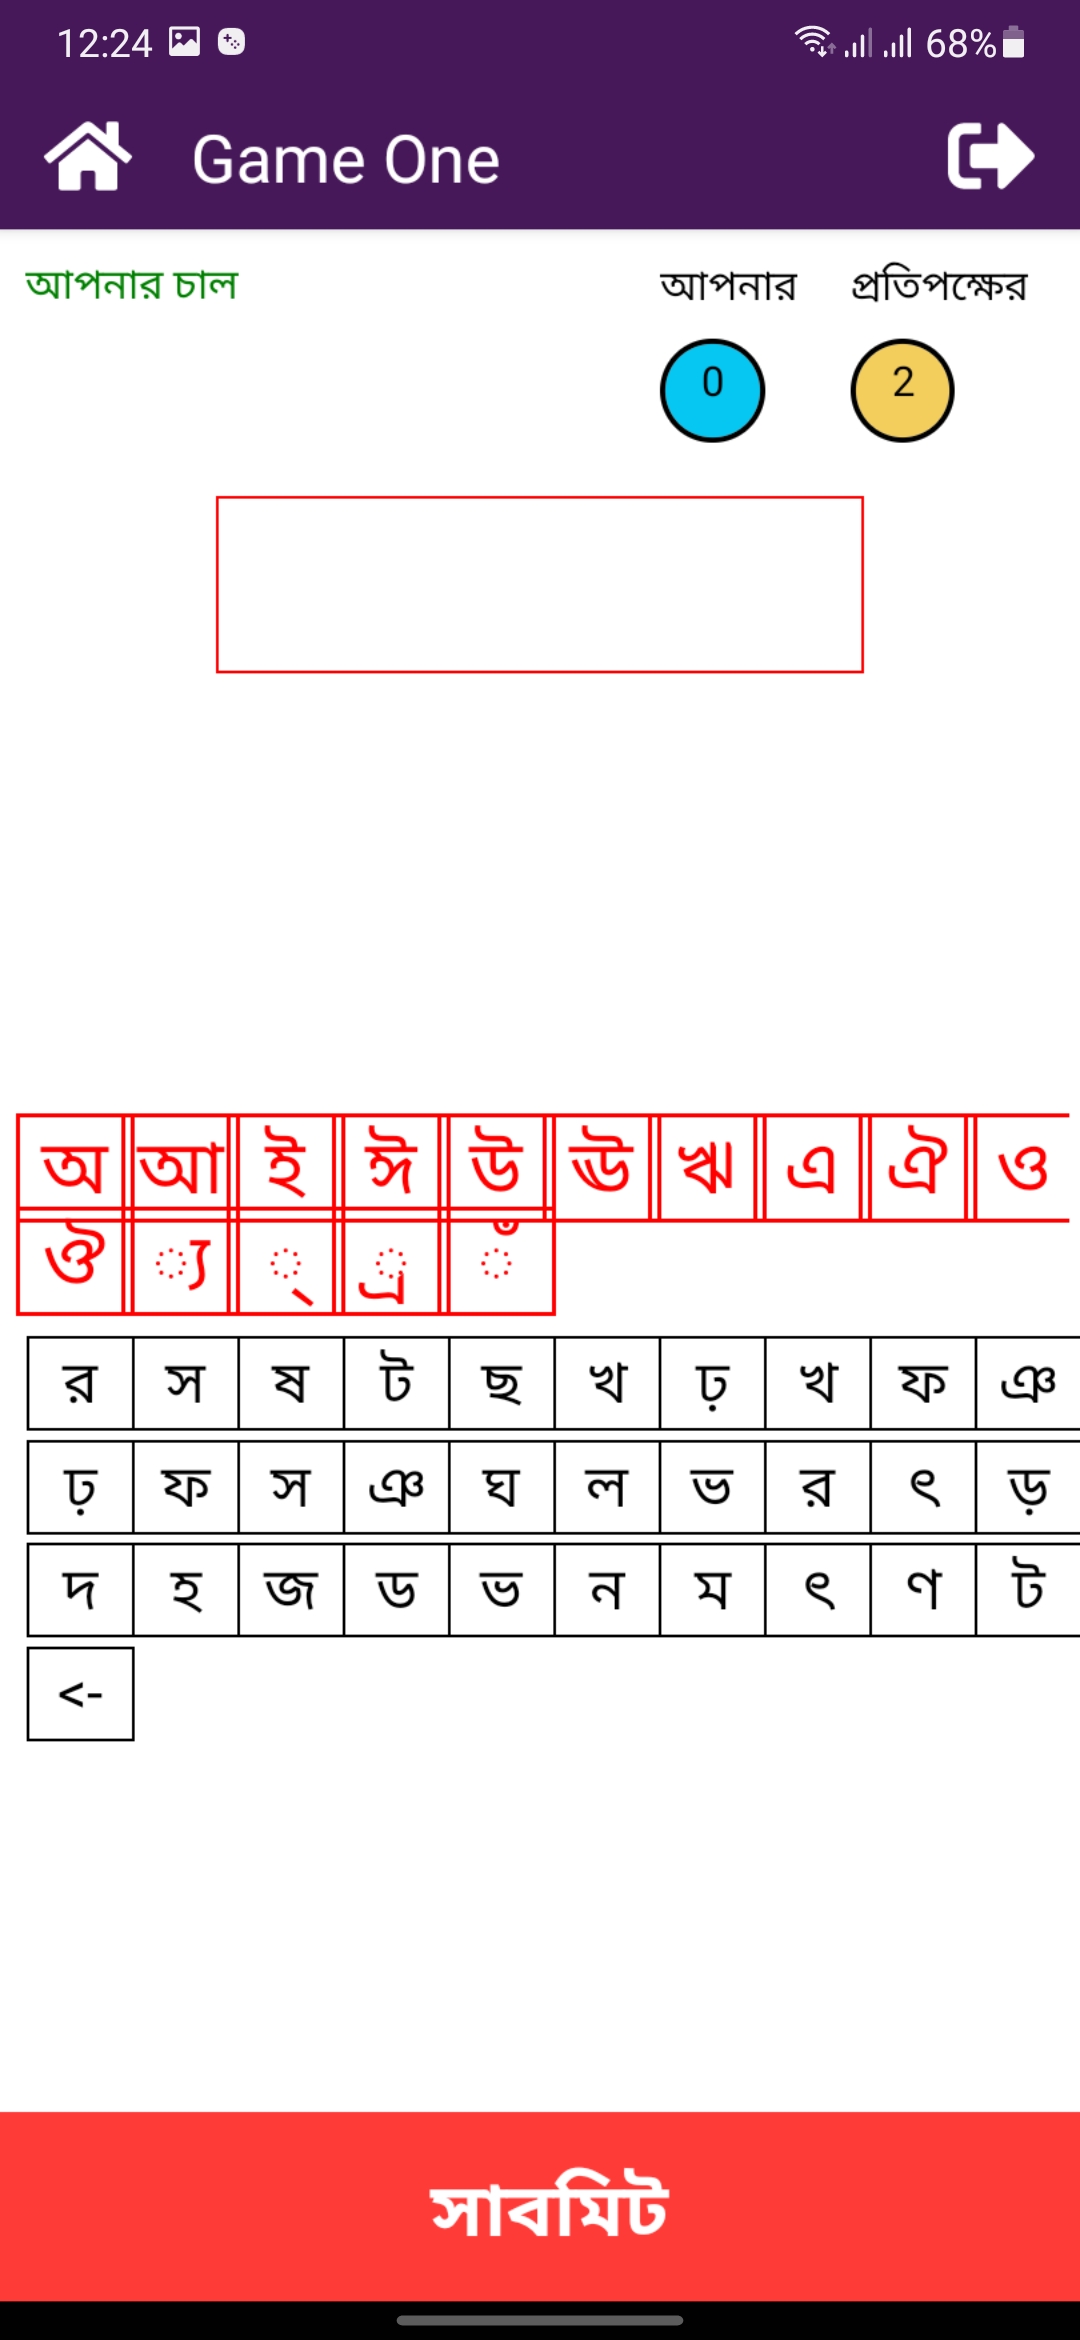 12:24 68%
Game One
আপনার চাল আপনার প্রতিপক্ষের
0 2
অ আ ই ঈ উ ঊ ঋ এ ঐ ও
ঔ ্য ্ ্র ঁ
র স ষ ট ছ খ ঢ় খ ফ ঞ
ঢ় ফ স ঞ ঘ ল ভ র ৎ ড়
দ হ জ ড ভ ন ম ৎ ণ ট
<-
সাবমিট